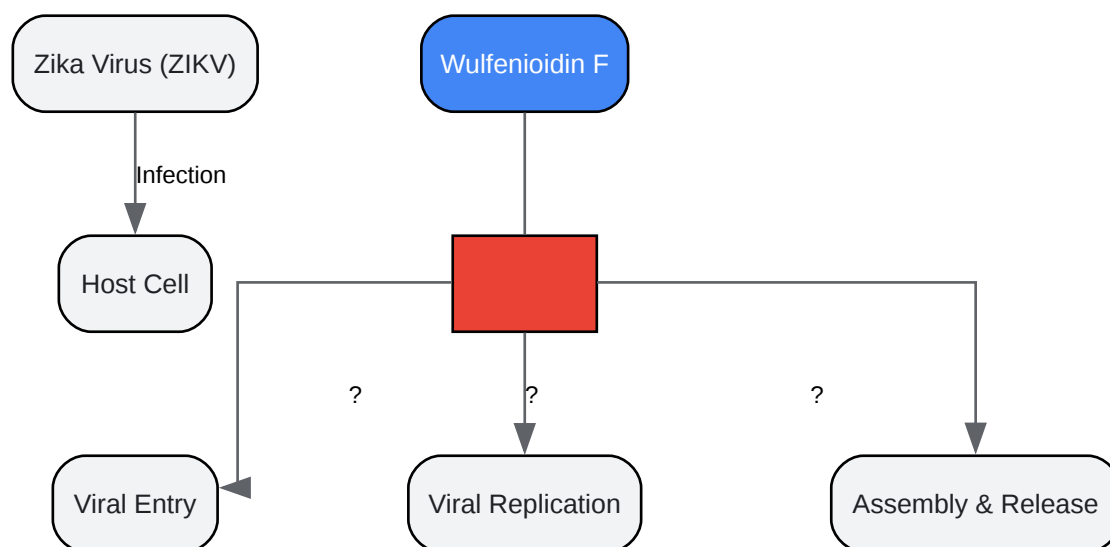 Zika Virus (ZIKV)
Wulfenioidin F
Infection
Host Cell
?
?
?
Viral Entry
Viral Replication
Assembly & Release